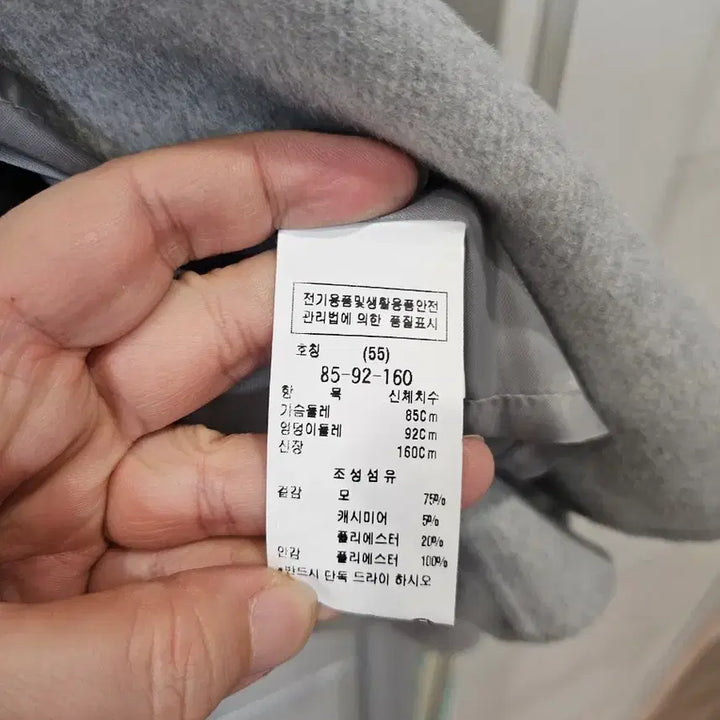 전기용품및생활용품안전
관리법에 의한 품질표시
호칭 (55)
85-92-160
항 목 신체치수
가슴둘레 85Cm
엉덩이둘레 92Cm
신장 160Cm
조성섬유
겉감 모 75%
캐시미어 5%
폴리에스터 20%
안감 폴리에스터 100%
*반드시 단독 드라이 하시오